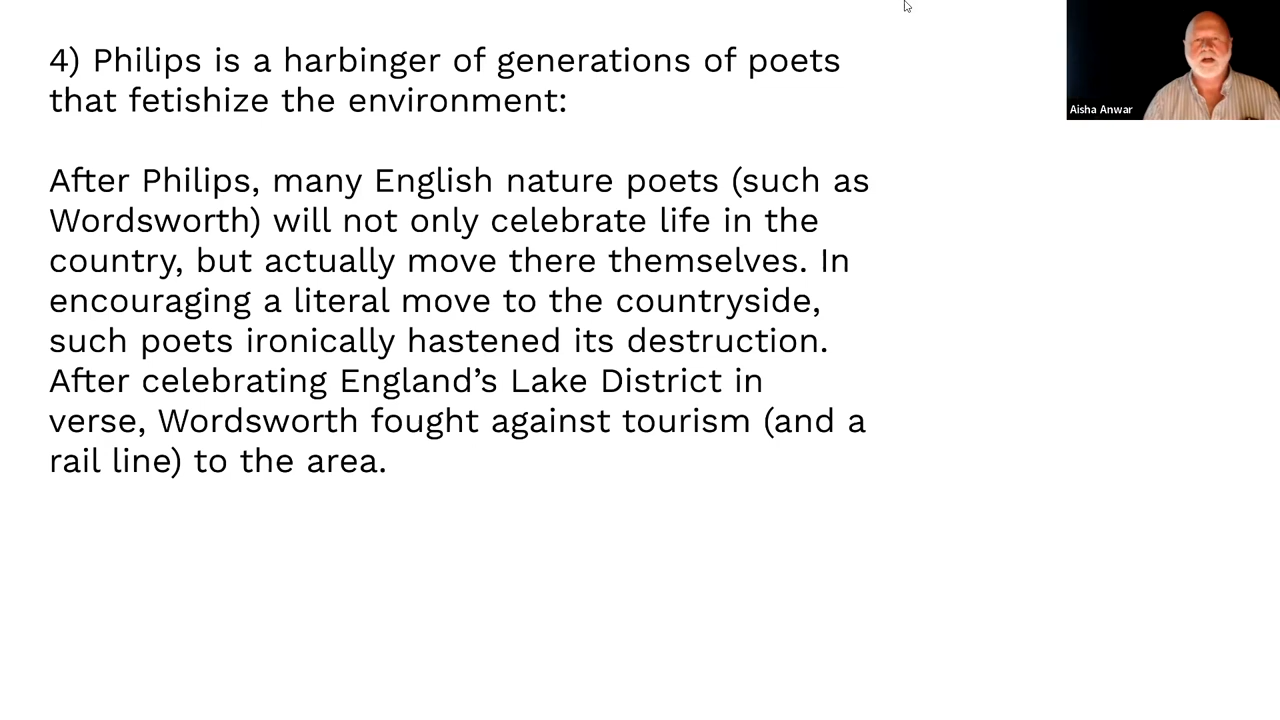 4) Philips is a harbinger of generations of poets
that fetishize the environment:
After Philips, many English nature poets (such as
Wordsworth) will not only celebrate life in the
country, but actually move there themselves. In
encouraging a literal move to the countryside,
such poets ironically hastened its destruction.
After celebrating England’s Lake District in
verse, Wordsworth fought against tourism (and a
rail line) to the area.
Aisha Anwar